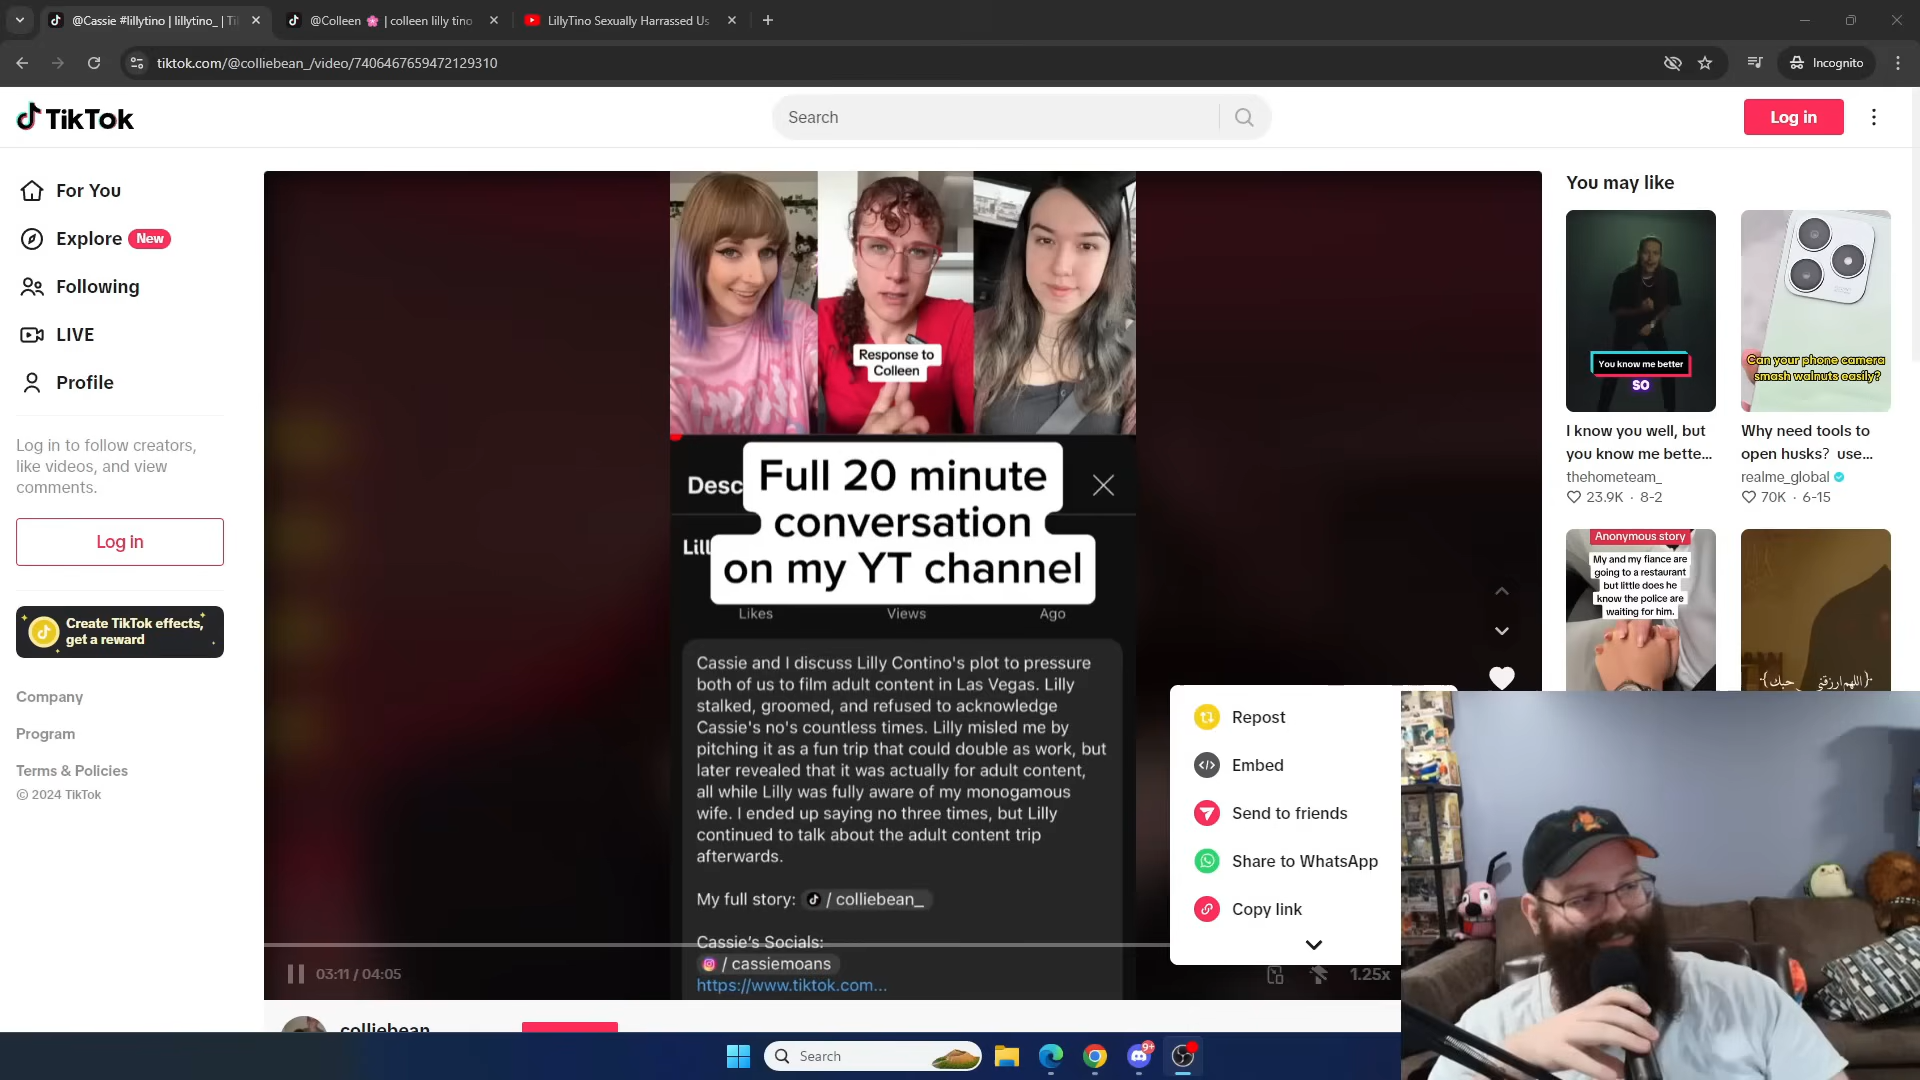 @Cassie #lillytino | lillytino_ | Ti
@Colleen 🌸 | colleen lilly tino
LillyTino Sexually Harrassed Us
tiktok.com/@colliebean_/video/7406467659472129310
Incognito
TikTok
Search
Log in
For You
Explore New
Following
LIVE
Profile
Log in to follow creators,
like videos, and view
comments.
Log in
Create TikTok effects,
get a reward
Company
Program
Terms & Policies
© 2024 TikTok
Response to
Colleen
Desc
Full 20 minute
conversation
on my YT channel
Lill
Likes Views Ago
Cassie and I discuss Lilly Contino's plot to pressure
both of us to film adult content in Las Vegas. Lilly
stalked, groomed, and refused to acknowledge
Cassie's no's countless times. Lilly misled me by
pitching it as a fun trip that could double as work, but
later revealed that it was actually for adult content,
all while Lilly was fully aware of my monogamous
wife. I ended up saying no three times, but Lilly
continued to talk about the adult content trip
afterwards.
My full story: / colliebean_
Cassie's Socials:
/ cassiemoans
https://www.tiktok.com...
03:11 / 04:05
1.25x
colliebean
Repost
Embed
Send to friends
Share to WhatsApp
Copy link
You may like
You know me better
SO
I know you well, but
you know me bette...
thehometeam_
23.9K · 8-2
Can your phone camera
smash walnuts easily?
Why need tools to
open husks? use...
realme_global
70K · 6-15
Anonymous story
My and my fiance are
going to a restaurant
but little does he
know the police are
waiting for him.
{اللهم ارزقني حبك}
Search
9+